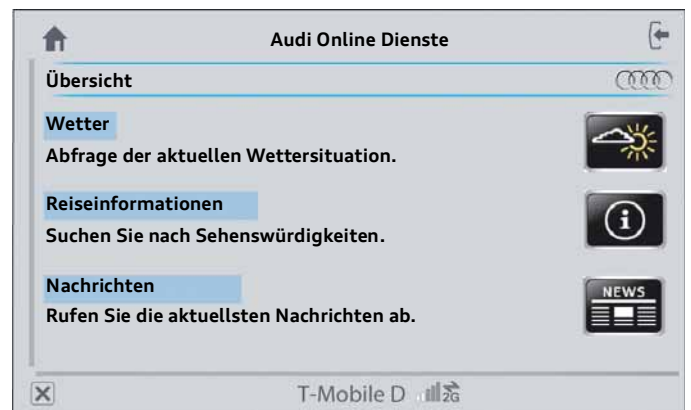 Audi Online Dienste
Übersicht
Wetter
Abfrage der aktuellen Wettersituation.
Reiseinformationen
Suchen Sie nach Sehenswürdigkeiten.
Nachrichten
NEWS
Rufen Sie die aktuellsten Nachrichten ab.
T-Mobile D 2G